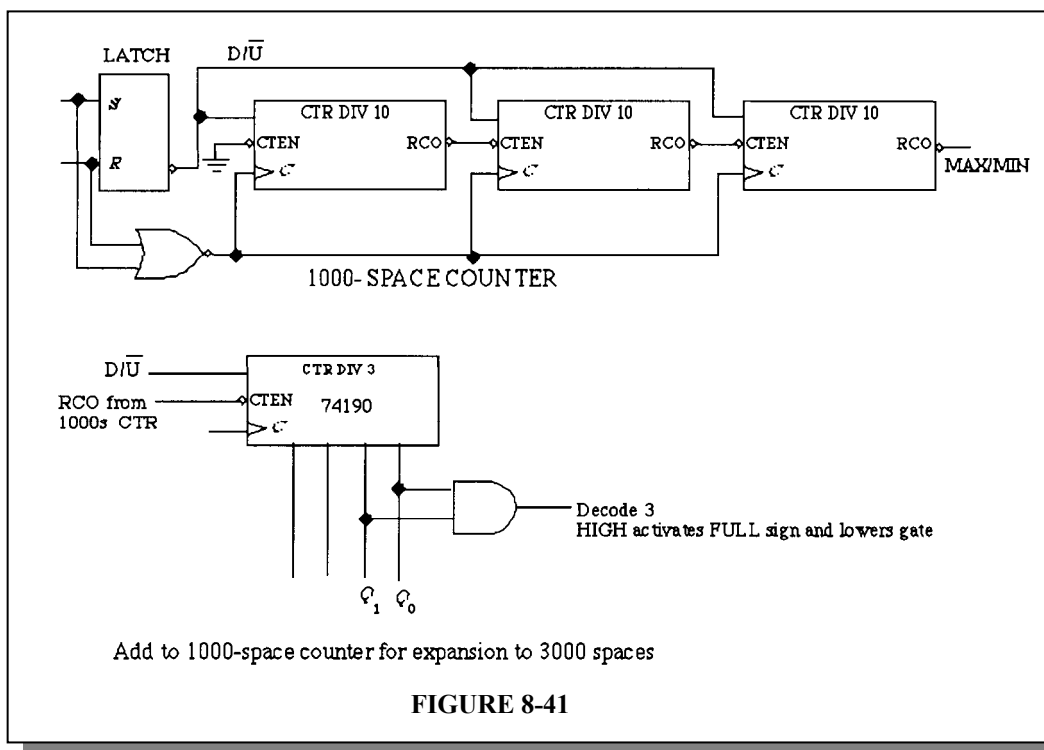 LATCH
D/U̅
S
R
CTR DIV 10
CTEN
C
RCO
CTR DIV 10
CTEN
C
RCO
CTR DIV 10
CTEN
C
RCO
MAX/MIN
1000- SPACE COUNTER
D/U̅
RCO from
1000s CTR
CTR DIV 3
CTEN
74190
C
Decode 3
HIGH activates FULL sign and lowers gate
Q1 Q0
Add to 1000-space counter for expansion to 3000 spaces
FIGURE 8-41